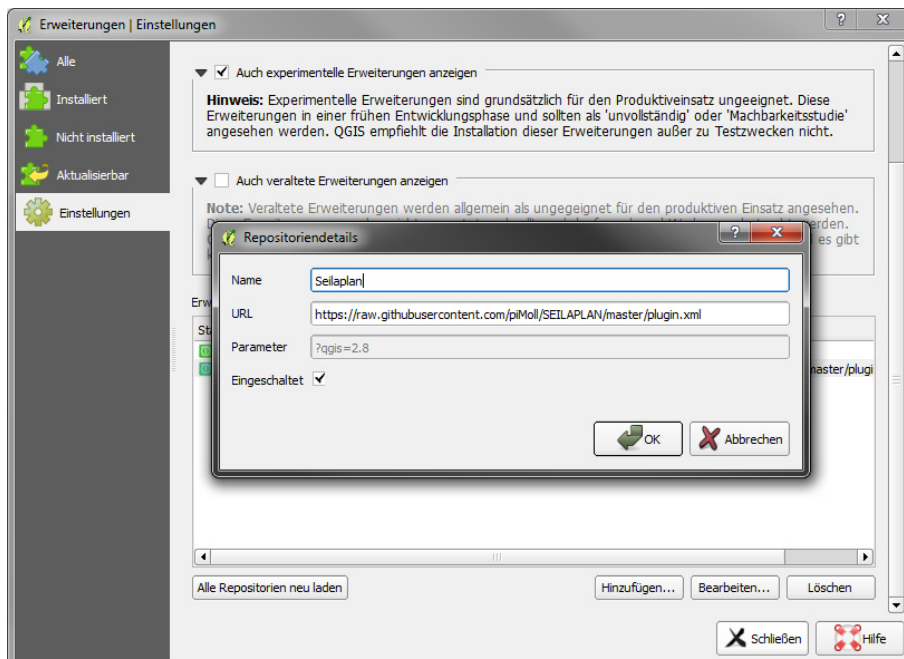 Erweiterungen | Einstellungen
Alle
Installiert
Nicht installiert
Aktualisierbar
Einstellungen
Auch experimentelle Erweiterungen anzeigen
Hinweis: Experimentelle Erweiterungen sind grundsätzlich für den Produktiveinsatz ungeeignet. Diese
Erweiterungen in einer frühen Entwicklungsphase und sollten als 'unvollständig' oder 'Machbarkeitsstudie'
angesehen werden. QGIS empfiehlt die Installation dieser Erweiterungen außer zu Testzwecken nicht.
Auch veraltete Erweiterungen anzeigen
Note: Veraltete Erweiterungen werden allgemein als ungegeignet für den produktiven Einsatz angesehen.
erden.
es gibt
Repositoriendetails
Name
Seilaplan
URL
https://raw.githubusercontent.com/piMoll/SEILAPLAN/master/plugin.xml
Parameter
?qgis=2.8
Eingeschaltet
OK
Abbrechen
Erw
Sta
master/plugi
Alle Repositorien neu laden
Hinzufügen...
Bearbeiten...
Löschen
Schließen
Hilfe